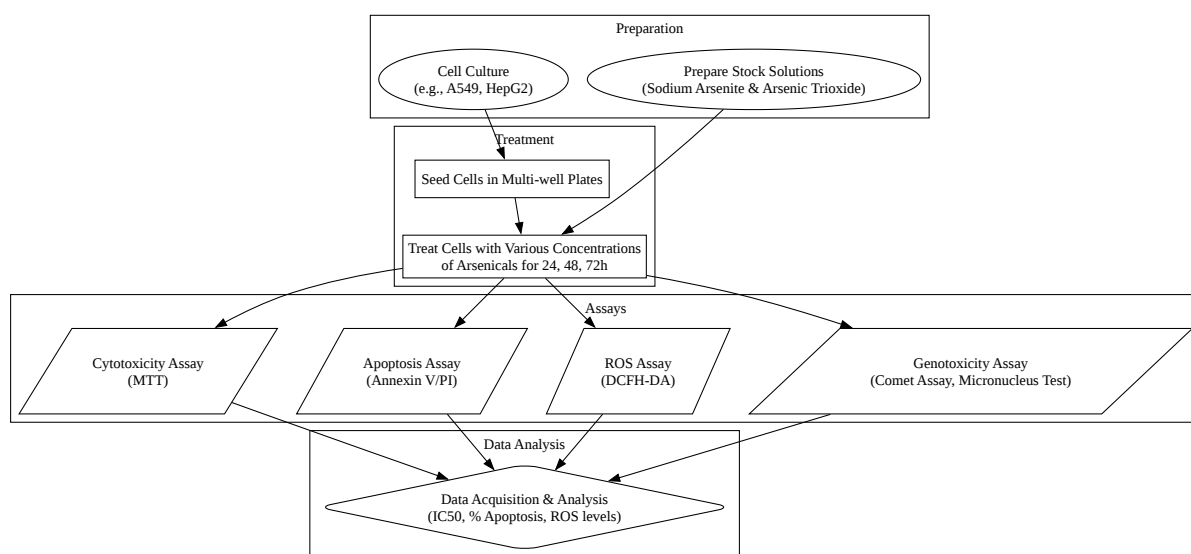 Preparation
Cell Culture
(e.g., A549, HepG2)
Prepare Stock Solutions
(Sodium Arsenite & Arsenic Trioxide)
Treatment
Seed Cells in Multi-well Plates
Treat Cells with Various Concentrations
of Arsenicals for 24, 48, 72h
Assays
Cytotoxicity Assay
(MTT)
Apoptosis Assay
(Annexin V/PI)
ROS Assay
(DCFH-DA)
Genotoxicity Assay
(Comet Assay, Micronucleus Test)
Data Analysis
Data Acquisition & Analysis
(IC50, % Apoptosis, ROS levels)